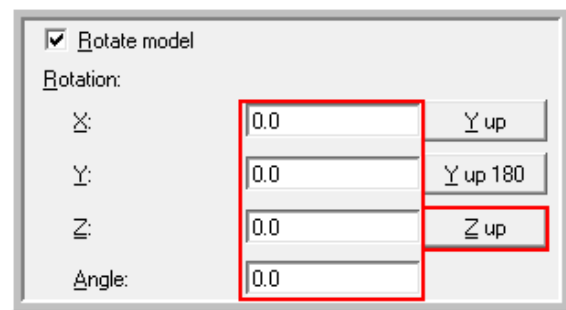 Rotate model
Rotation:
X: 0.0 Y up
Y: 0.0 Y up 180
Z: 0.0 Z up
Angle: 0.0